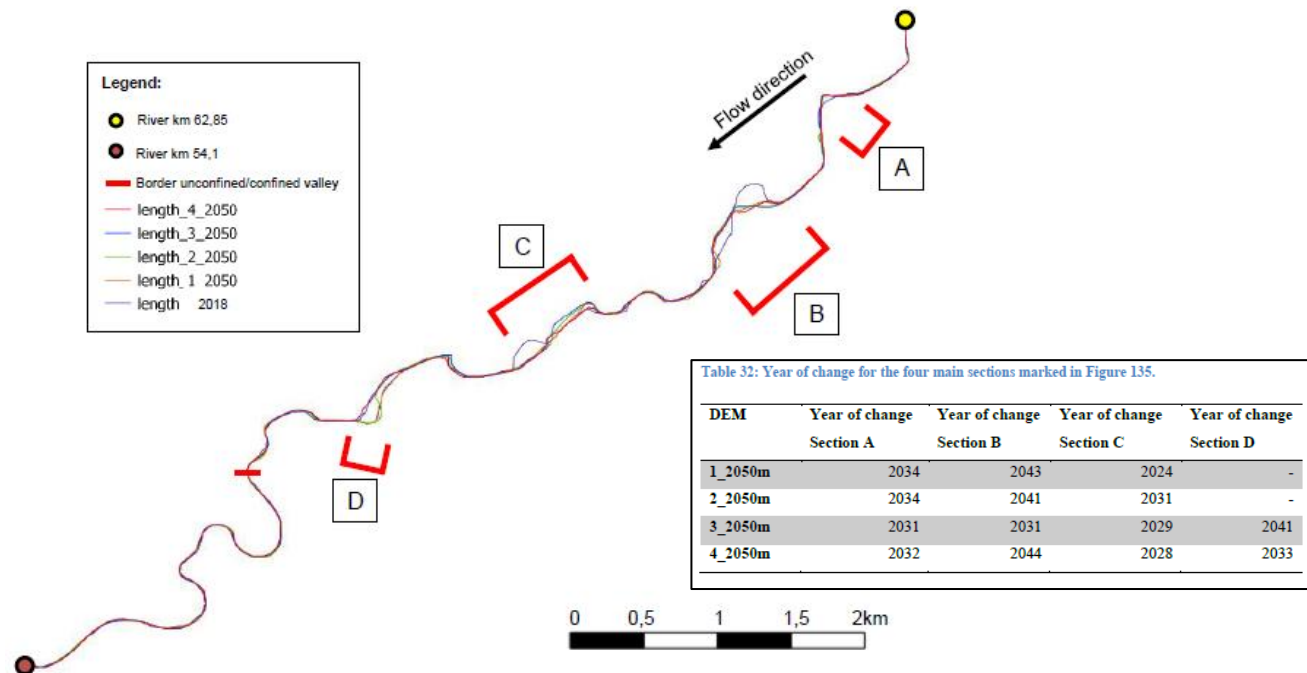 Legend:
River km 62,85
River km 54,1
Border unconfined/confined valley
length_4_2050
length_3_2050
length_2_2050
length_1 2050
length 2018
Flow direction
A
B
C
D
Table 32: Year of change for the four main sections marked in Figure 135.
DEM Year of change Year of change Year of change Year of change
Section A Section B Section C Section D
1_2050m 2034 2043 2024 -
2_2050m 2034 2041 2031 -
3_2050m 2031 2031 2029 2041
4_2050m 2032 2044 2028 2033
0 0,5 1 1,5 2km